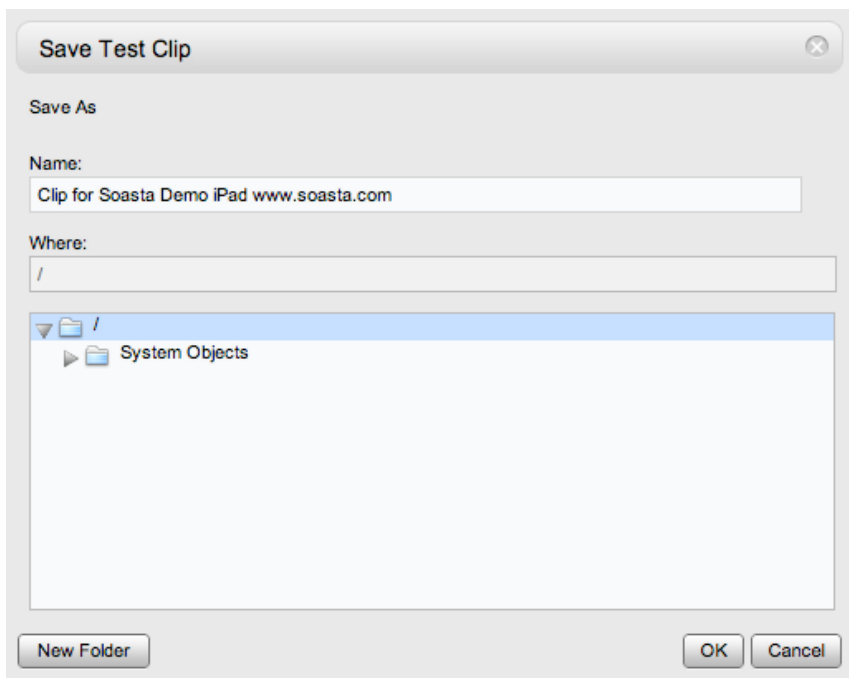 Save Test Clip
Save As
Name:
Clip for Soasta Demo iPad www.soasta.com
Where:
/
/
System Objects
New Folder
OK
Cancel